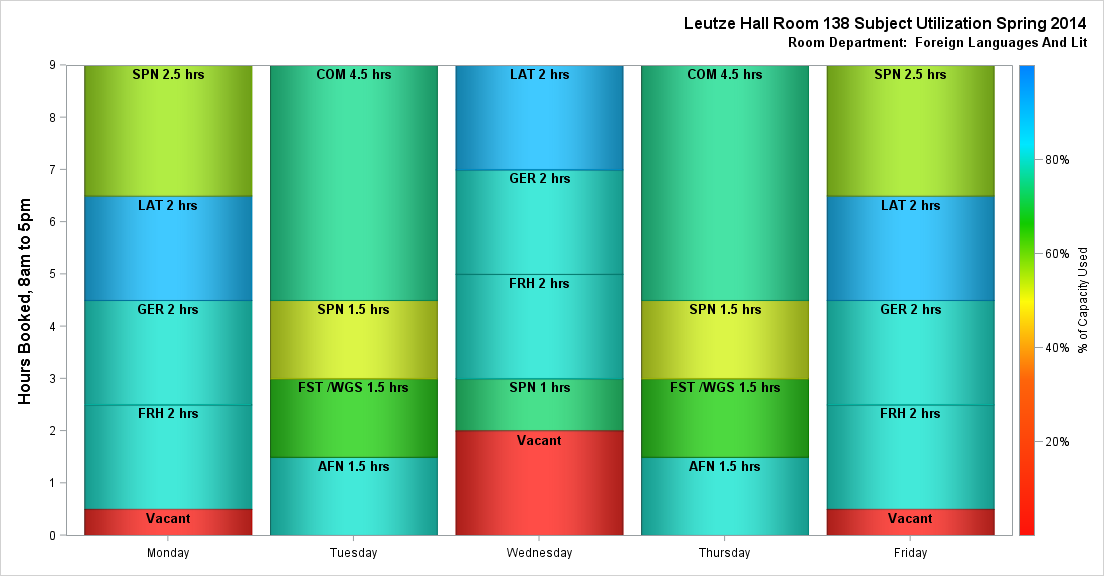 Leutze Hall Room 138 Subject Utilization Spring 2014
Room Department:  Foreign Languages And Lit
Hours Booked, 8am to 5pm
9
8
7
6
5
4
3
2
1
0
SPN 2.5 hrs
LAT 2 hrs
GER 2 hrs
FRH 2 hrs
Vacant
Monday
COM 4.5 hrs
SPN 1.5 hrs
FST /WGS 1.5 hrs
AFN 1.5 hrs
Tuesday
LAT 2 hrs
GER 2 hrs
FRH 2 hrs
SPN 1 hrs
Vacant
Wednesday
COM 4.5 hrs
SPN 1.5 hrs
FST /WGS 1.5 hrs
AFN 1.5 hrs
Thursday
SPN 2.5 hrs
LAT 2 hrs
GER 2 hrs
FRH 2 hrs
Vacant
Friday
80%
60%
40%
20%
% of Capacity Used